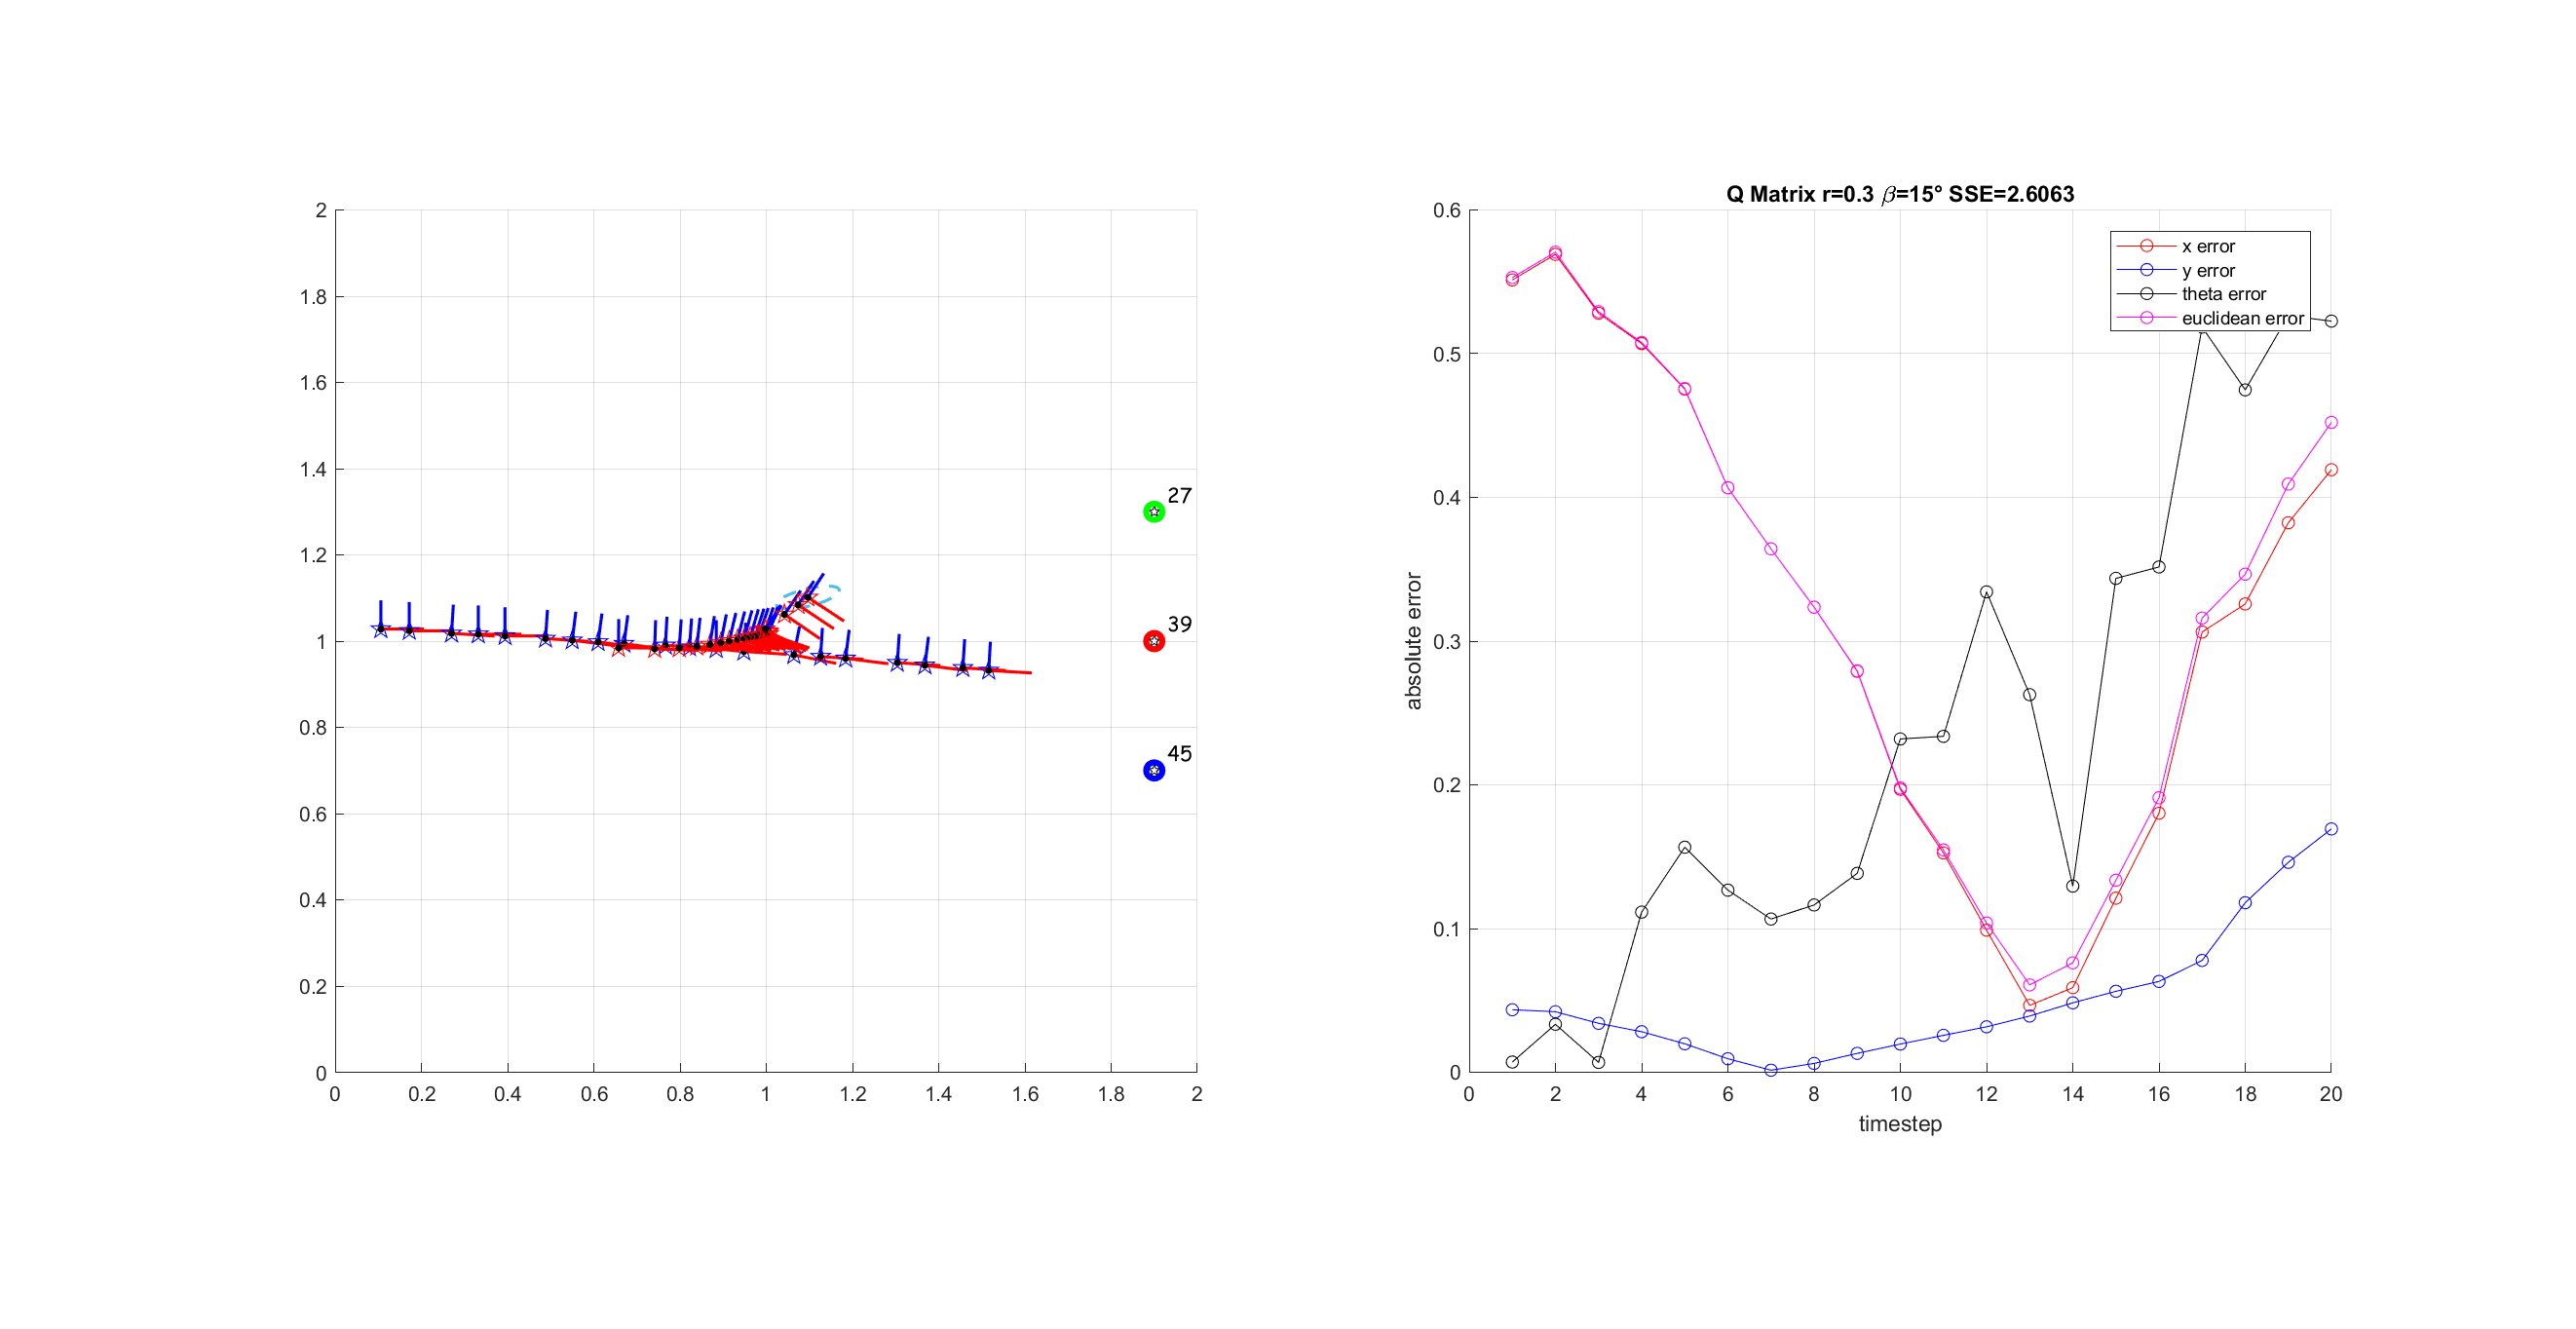 2
1.8
1.6
1.4
1.2
1
0.8
0.6
0.4
0.2
0
0 0.2 0.4 0.6 0.8 1 1.2 1.4 1.6 1.8 2
27
39
45
Q Matrix r=0.3 β=15° SSE=2.6063
x error
y error
theta error
euclidean error
absolute error
0.6
0.5
0.4
0.3
0.2
0.1
0
0 2 4 6 8 10 12 14 16 18 20
timestep